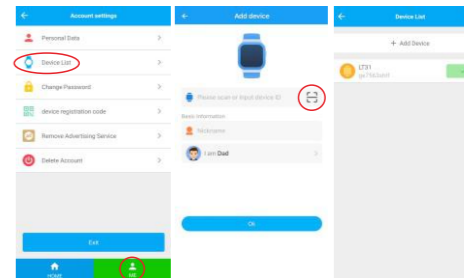 Account settings
Personal Data
Device List
Change Password
device registration code
Remove Advertising Service
Delete Account
Exit
HOME
ME
Add device
Please scan or input device ID
Basic information
Nickname
I am Dad
Ok
Device List
+ Add Device
LT31